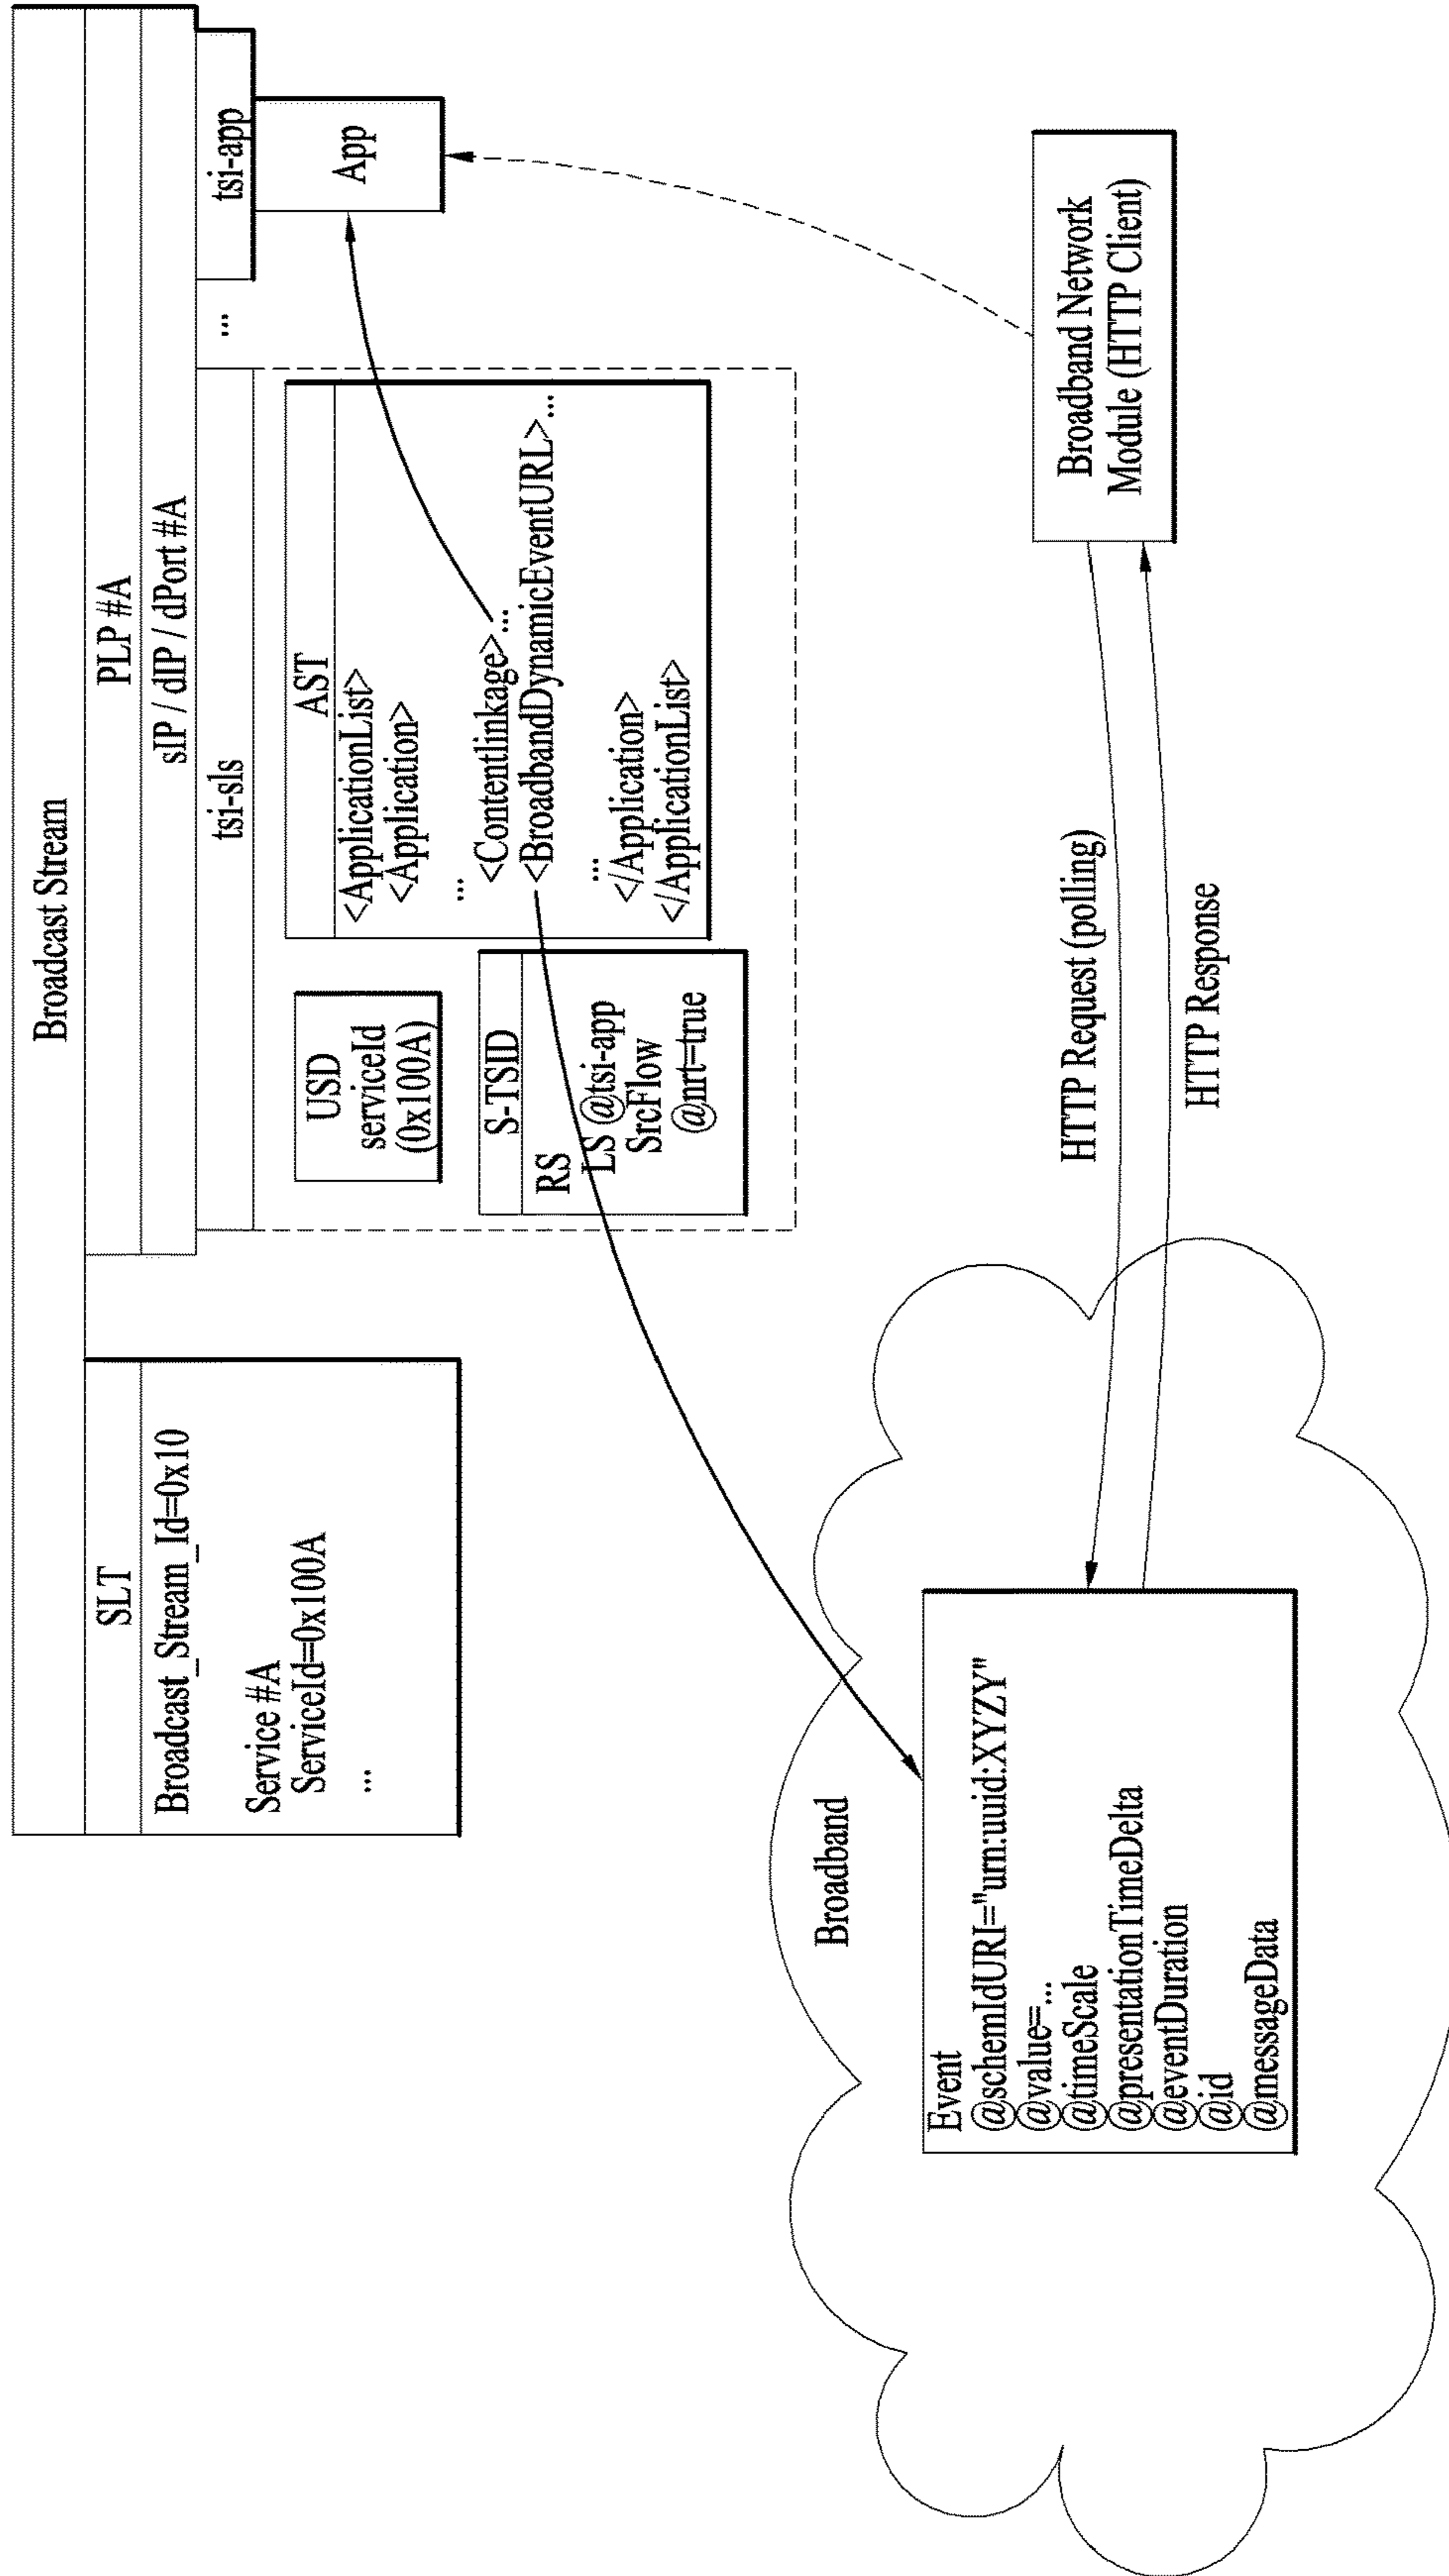 Broadcast Stream
SLT
Broadcast_Stream_Id=0x10
Service #A
ServiceId=0x100A
...
PLP #A
sIP / dIP / dPort #A
tsi-sls
...
tsi-app
App
USD
serviceId
(0x100A)
S-TSID
RS
LS @tsi-app
SrcFlow
@nrt=true
AST
<ApplicationList>
<Application>
...
<Contentlinkage>...
<BroadbandDynamicEventURL>...
...
</Application>
</ApplicationList>
Broadband
Event
@schemIdURI="urn:uuid:XYZY"
@value=...
@timeScale
@presentationTimeDelta
@eventDuration
@id
@messageData
HTTP Request (polling)
HTTP Response
Broadband Network
Module (HTTP Client)